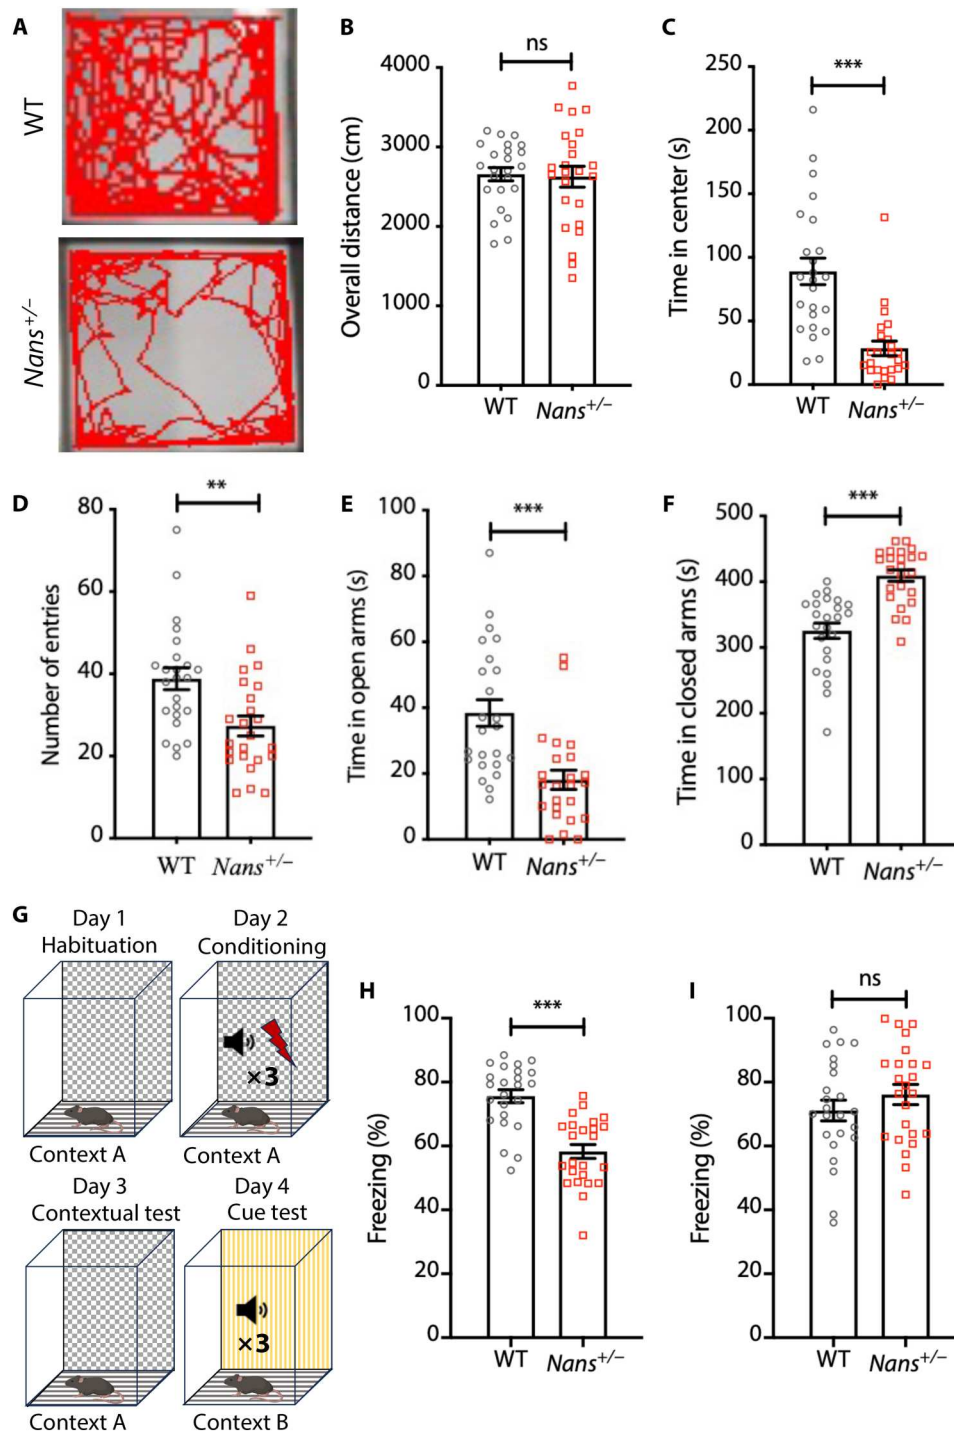 A
WT
Nans+/−
B
ns
Overall distance (cm)
4000
3000
2000
1000
0
WT
Nans+/−
C
***
Time in center (s)
250
200
150
100
50
0
WT
Nans+/−
D
**
Number of entries
80
60
40
20
0
WT
Nans+/−
E
***
Time in open arms (s)
100
80
60
40
20
0
WT
Nans+/−
F
***
Time in closed arms (s)
500
400
300
200
100
0
WT
Nans+/−
G
Day 1
Habituation
Context A
Day 2
Conditioning
×3
Context A
Day 3
Contextual test
Context A
Day 4
Cue test
×3
Context B
H
***
Freezing (%)
100
80
60
40
20
0
WT
Nans+/−
I
ns
Freezing (%)
100
80
60
40
20
0
WT
Nans+/−